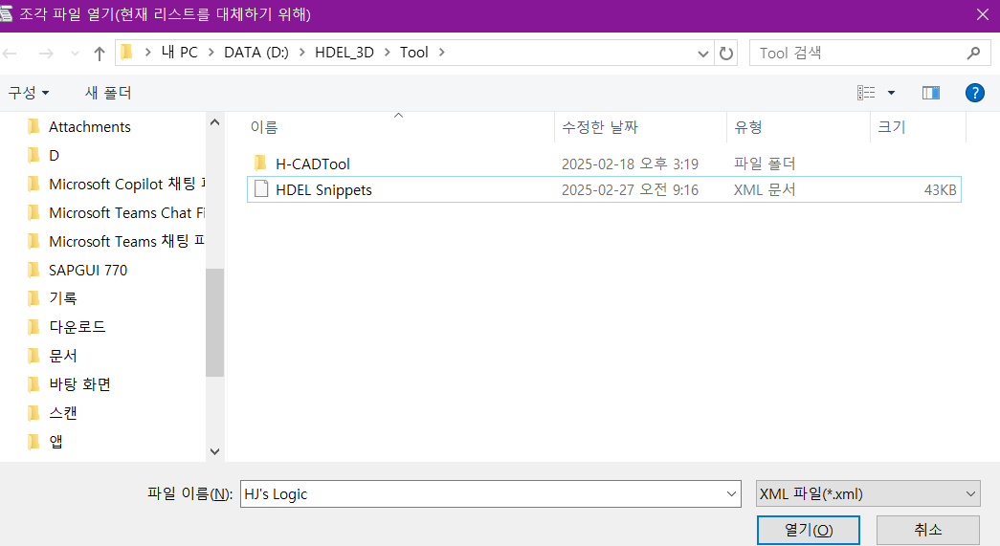 조각 파일 열기(현재 리스트를 대체하기 위해)
내 PC > DATA (D:) > HDEL_3D > Tool >
Tool 검색
구성
새 폴더
Attachments
D
Microsoft Copilot 채팅
Microsoft Teams Chat Fi
Microsoft Teams 채팅
SAPGUI 770
기록
다운로드
문서
바탕 화면
스캔
앱
이름 수정한 날짜 유형 크기
H-CADTool 2025-02-18 오후 3:19 파일 폴더
HDEL Snippets 2025-02-27 오전 9:16 XML 문서 43KB
파일 이름(N): HJ's Logic XML 파일(*.xml)
열기(O) 취소